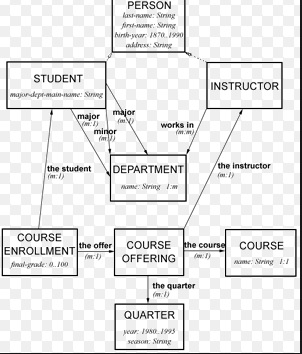 PERSON
last-name: String
first-name: String
birth-year: 1870..1990
address: String
STUDENT
major-dept-main-name: String
INSTRUCTOR
major
(m:1)
minor
(m:1)
major
(m:1)
works in
(m:m)
DEPARTMENT
name: String 1:m
the student
(m:1)
the instructor
(m:1)
COURSE
ENROLLMENT
final-grade: 0..100
the offer
(m:1)
COURSE
OFFERING
the course
(m:1)
COURSE
name: String 1:1
the quarter
(m:1)
QUARTER
year: 1980..1995
season: String